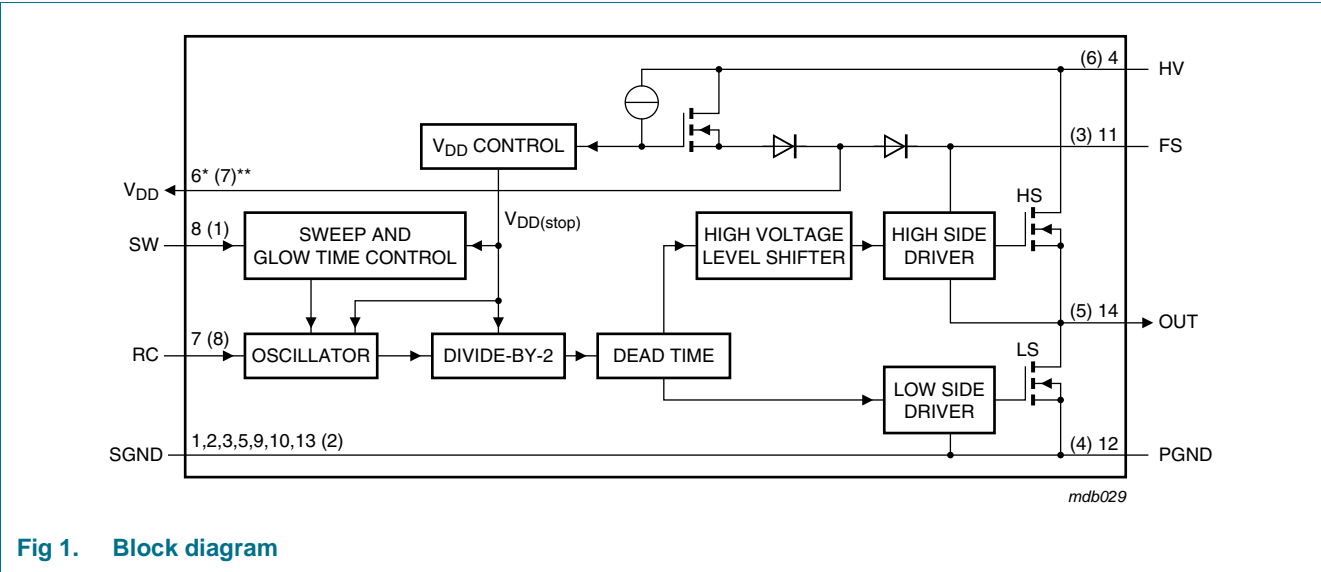 (6) 4
HV
V_DD CONTROL
(3) 11
FS
6* (7)**
V_DD
V_DD(stop)
HS
8 (1)
SW
SWEEP AND
GLOW TIME CONTROL
HIGH VOLTAGE
LEVEL SHIFTER
HIGH SIDE
DRIVER
(5) 14
OUT
7 (8)
RC
OSCILLATOR
DIVIDE-BY-2
DEAD TIME
LS
LOW SIDE
DRIVER
1,2,3,5,9,10,13 (2)
SGND
(4) 12
PGND
mdb029
Fig 1. Block diagram